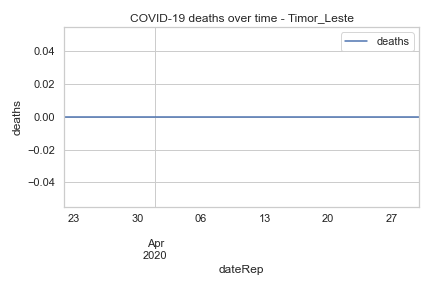 COVID-19 deaths over time - Timor_Leste
deaths
0.04
0.02
0.00
−0.02
−0.04
deaths
23 30 06 13 20 27
Apr
2020
dateRep